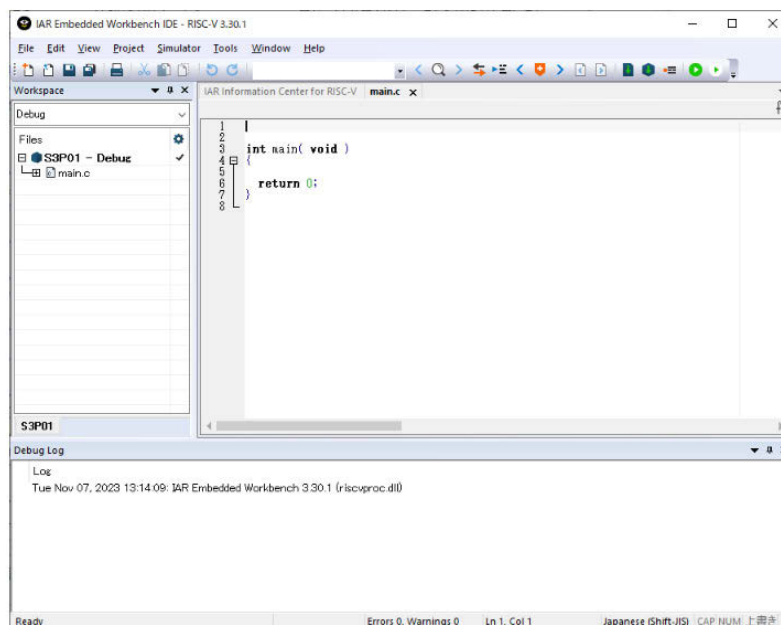 IAR Embedded Workbench IDE - RISC-V 3.30.1
File Edit View Project Simulator Tools Window Help
Workspace
IAR Information Center for RISC-V main.c
Debug
Files
S3P01 - Debug
main.c
1
2
3 int main( void )
4 {
5
6 return 0;
7 }
8
S3P01
Debug Log
Log
Tue Nov 07, 2023 13:14:09: IAR Embedded Workbench 3.30.1 (riscvproc.dll)
Ready Errors 0, Warnings 0 Ln 1, Col 1 Japanese (Shift-JIS) CAP NUM 上書き